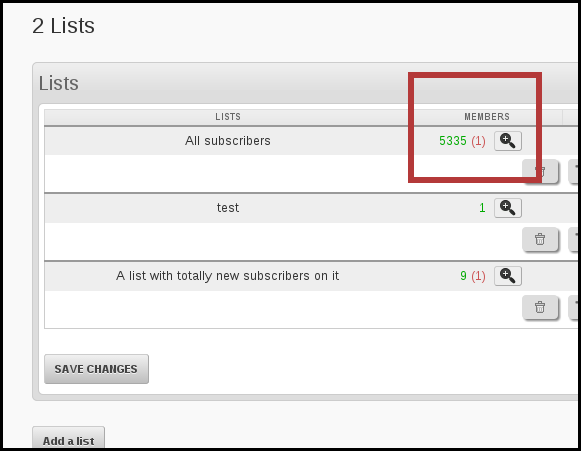 2 Lists
Lists
LISTS MEMBERS
All subscribers 5335 (1)
test 1
A list with totally new subscribers on it 9 (1)
SAVE CHANGES
Add a list